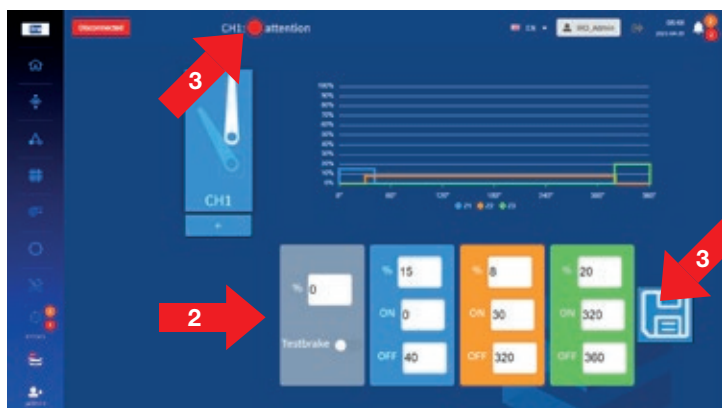 Disconnected
CH1: attention
EN
IRO_Admin
3
100%
90%
80%
70%
60%
50%
40%
30%
20%
10%
0%
0° 60° 120° 180° 240° 300° 360°
Z1 Z2 Z3
CH1
+
3
2
% 0
Testbrake
% 15
ON 0
OFF 40
% 8
ON 30
OFF 320
% 20
ON 320
OFF 360